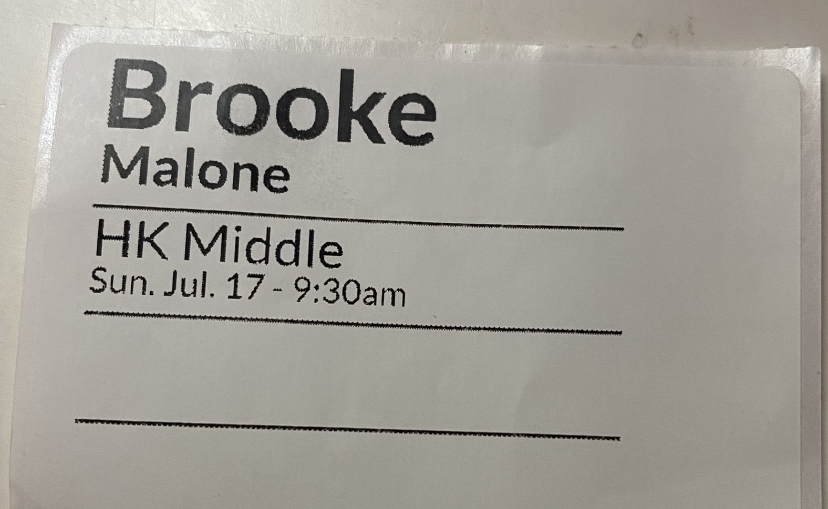 Brooke
Malone
HK Middle
Sun. Jul. 17 - 9:30am